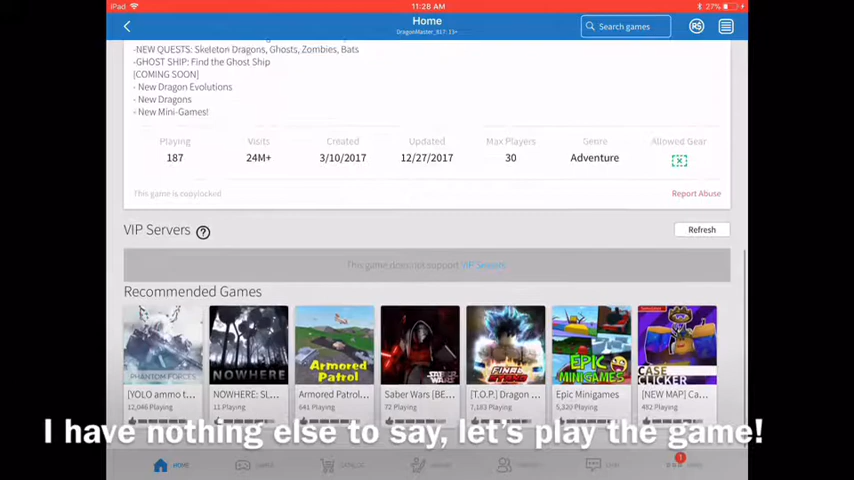 iPad 11:28 AM 27%
Home
DragonMaster_917: 13+
Search games
R$
-NEW QUESTS: Skeleton Dragons, Ghosts, Zombies, Bats
-GHOST SHIP: Find the Ghost Ship
[COMING SOON]
- New Dragon Evolutions
- New Dragons
- New Mini-Games!
Playing Visits Created Updated Max Players Genre Allowed Gear
187 24M+ 3/10/2017 12/27/2017 30 Adventure
This game is copylocked Report Abuse
VIP Servers ? Refresh
This game does not support VIP Servers
Recommended Games
PHANTOM FORCES NOWHERE Armored Patrol STAR WARS FINAL STAND EPIC MINIGAMES CASE CLICKER
[YOLO ammo t... NOWHERE: SL... Armored Patrol... Saber Wars [BE... [T.O.P.] Dragon ... Epic Minigames [NEW MAP] Ca...
12,046 Playing 11 Playing 641 Playing 72 Playing 7,183 Playing 5,320 Playing 482 Playing
I have nothing else to say, let's play the game!
HOME GAMES CATALOG CHAT 1